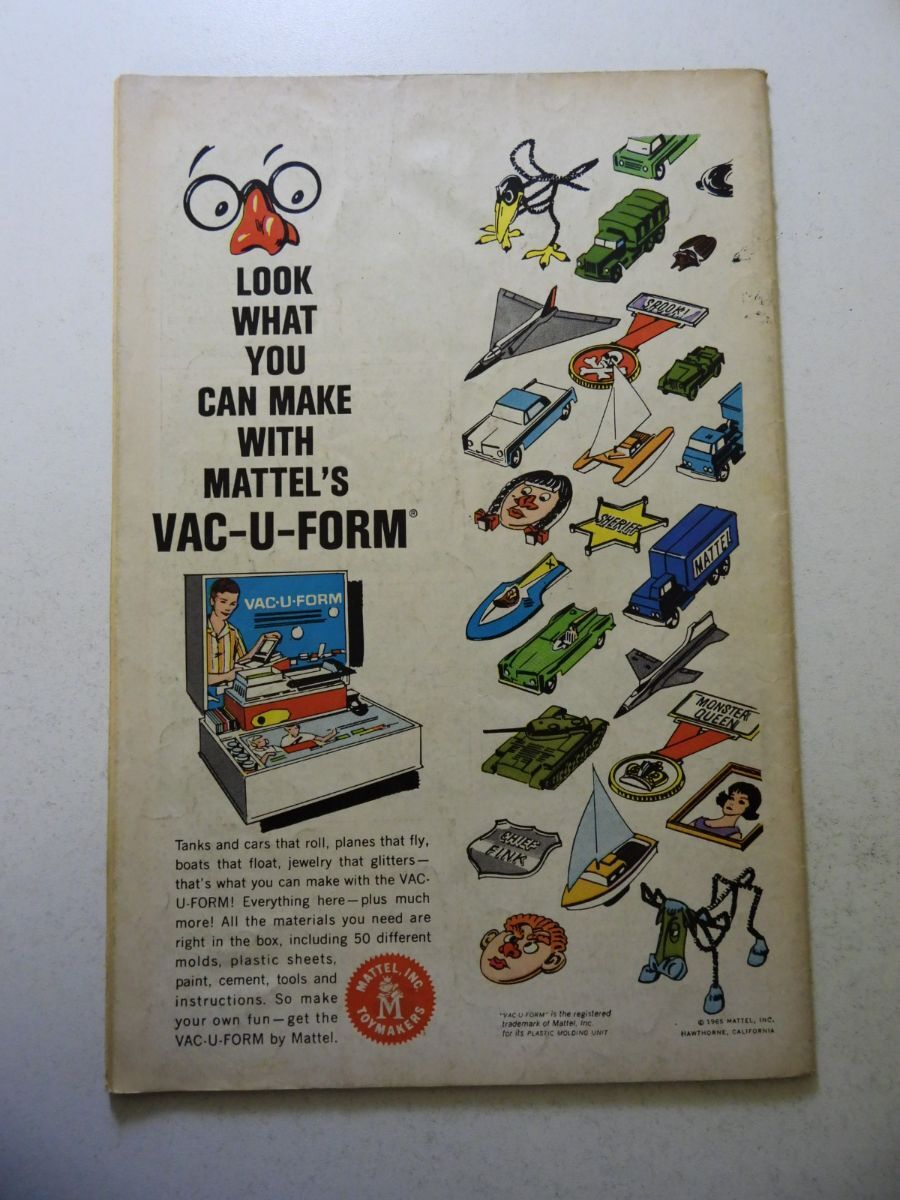 LOOK
WHAT
YOU
CAN MAKE
WITH
MATTEL'S
VAC-U-FORM®
VAC-U-FORM
Tanks and cars that roll, planes that fly,
boats that float, jewelry that glitters—
that's what you can make with the VAC-
U-FORM! Everything here—plus much
more! All the materials you need are
right in the box, including 50 different
molds, plastic sheets,
paint, cement, tools and
instructions. So make
your own fun—get the
VAC-U-FORM by Mattel.
MATTEL, INC.
M
TOYMAKERS
SPOOK!
SHERIFF
MATTEL
X
MONSTER
QUEEN
CHIEF
FINK
"VAC-U-FORM" is the registered
trademark of Mattel, Inc.
for its PLASTIC MOLDING UNIT
© 1965 MATTEL, INC.
HAWTHORNE, CALIFORNIA